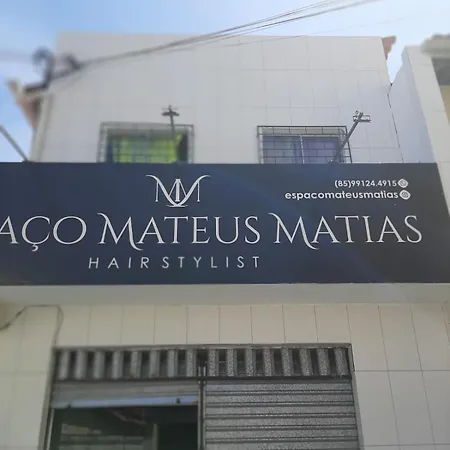 MM
(85)99124.4915
espacomateusmatias
AÇO MATEUS MATIAS
HAIR STYLIST